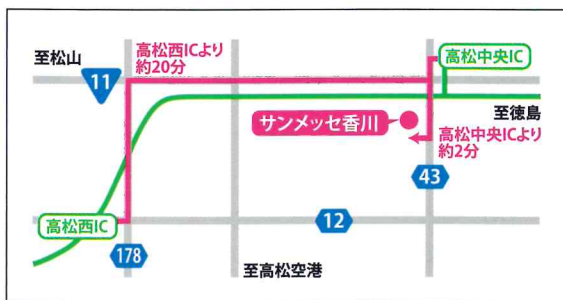 至松山
高松西ICより
約20分
高松中央IC
11
至徳島
サンメッセ香川
高松中央ICより
約2分
43
高松西IC
12
178
至高松空港